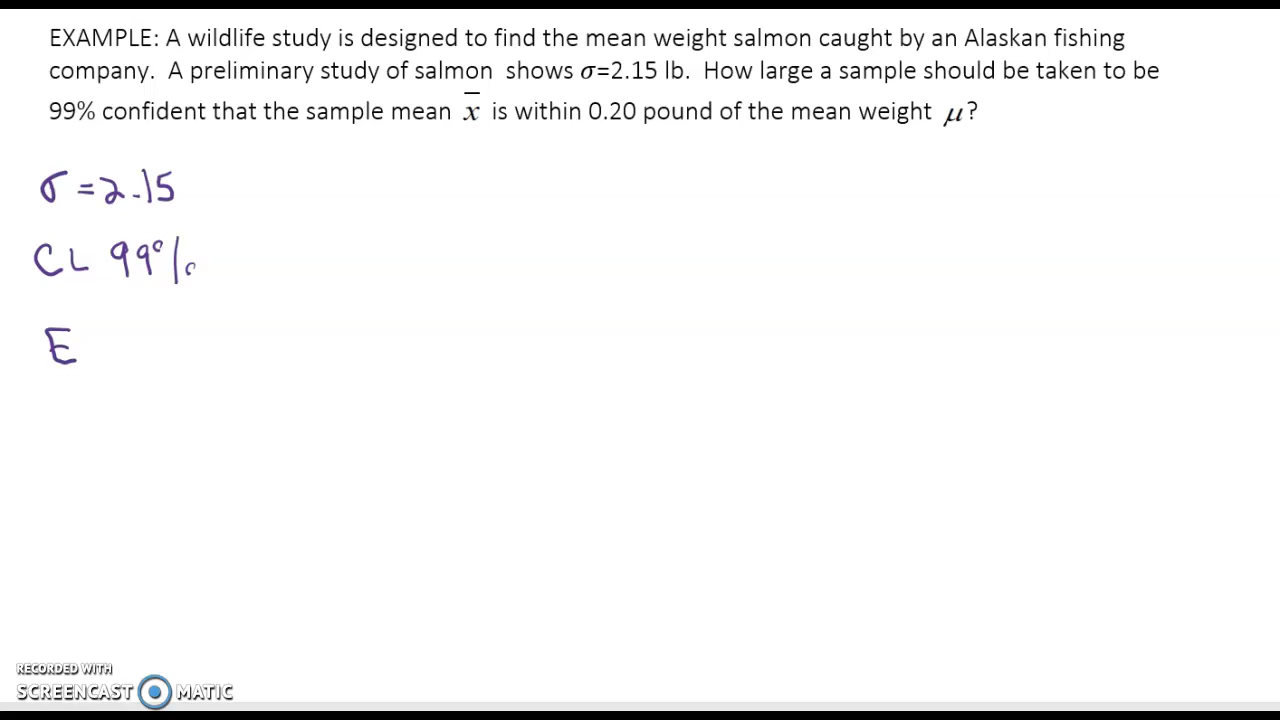 EXAMPLE: A wildlife study is designed to find the mean weight salmon caught by an Alaskan fishing
company. A preliminary study of salmon shows σ=2.15 lb. How large a sample should be taken to be
99% confident that the sample mean x̄ is within 0.20 pound of the mean weight μ?
σ = 2.15
CL 99%
E
RECORDED WITH
SCREENCAST MATIC